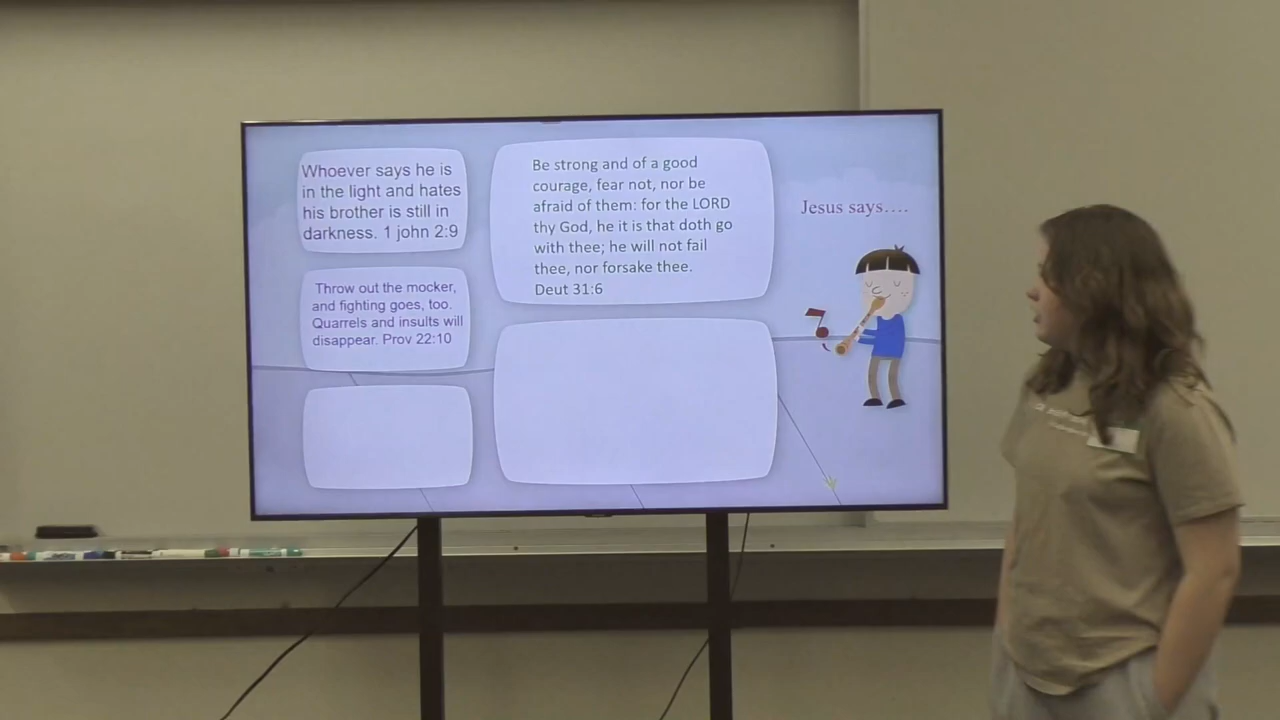 Whoever says he is
in the light and hates
his brother is still in
darkness. 1 john 2:9
Throw out the mocker,
and fighting goes, too.
Quarrels and insults will
disappear. Prov 22:10
Be strong and of a good
courage, fear not, nor be
afraid of them: for the LORD
thy God, he it is that doth go
with thee; he will not fail
thee, nor forsake thee.
Deut 31:6
Jesus says....